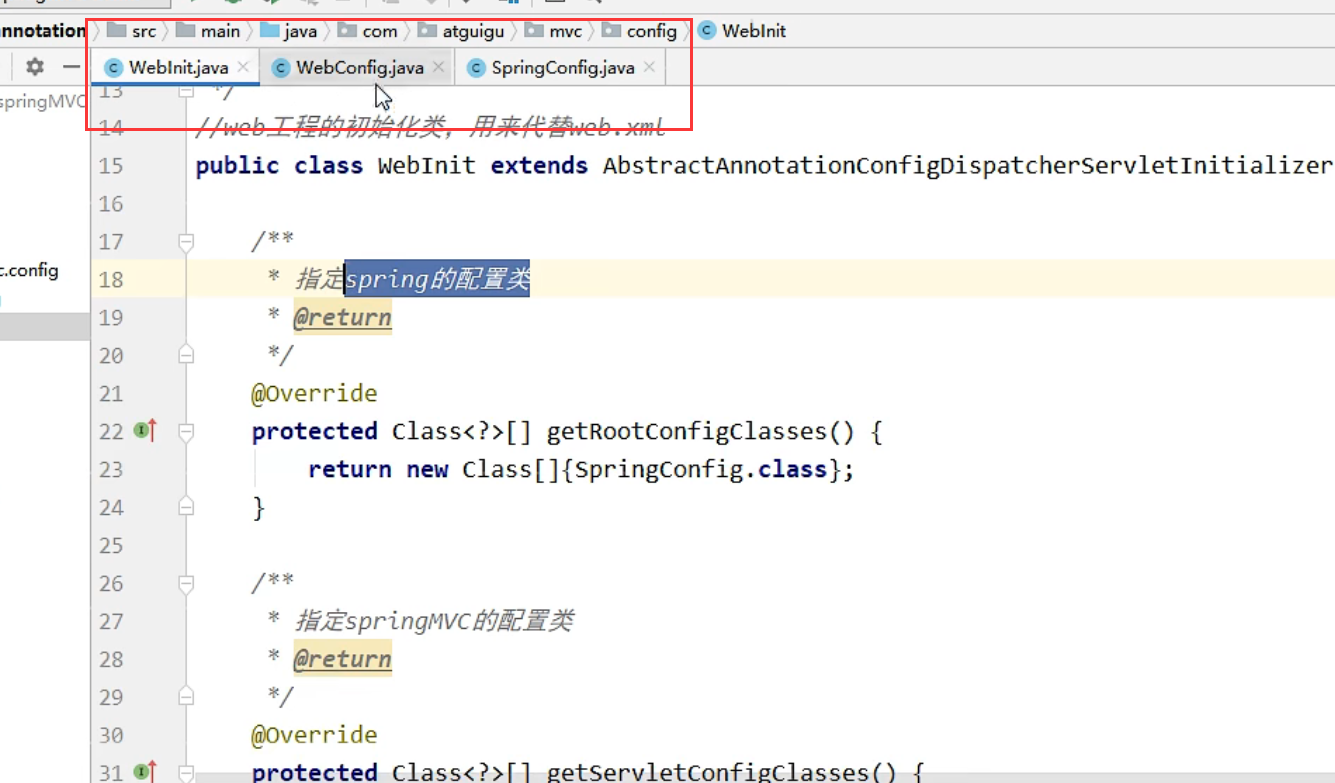 nnotation src main java com atguigu mvc config WebInit
WebInit.java WebConfig.java SpringConfig.java
springMVC
13 */
14 //web工程的初始化类，用来代替web.xml
15 public class WebInit extends AbstractAnnotationConfigDispatcherServletInitializer
16
17 /**
c.config
18 * 指定spring的配置类
19 * @return
20 */
21 @Override
22 protected Class<?>[] getRootConfigClasses() {
23 return new Class[]{SpringConfig.class};
24 }
25
26 /**
27 * 指定springMVC的配置类
28 * @return
29 */
30 @Override
31 protected Class<?>[] getServletConfigClasses() {